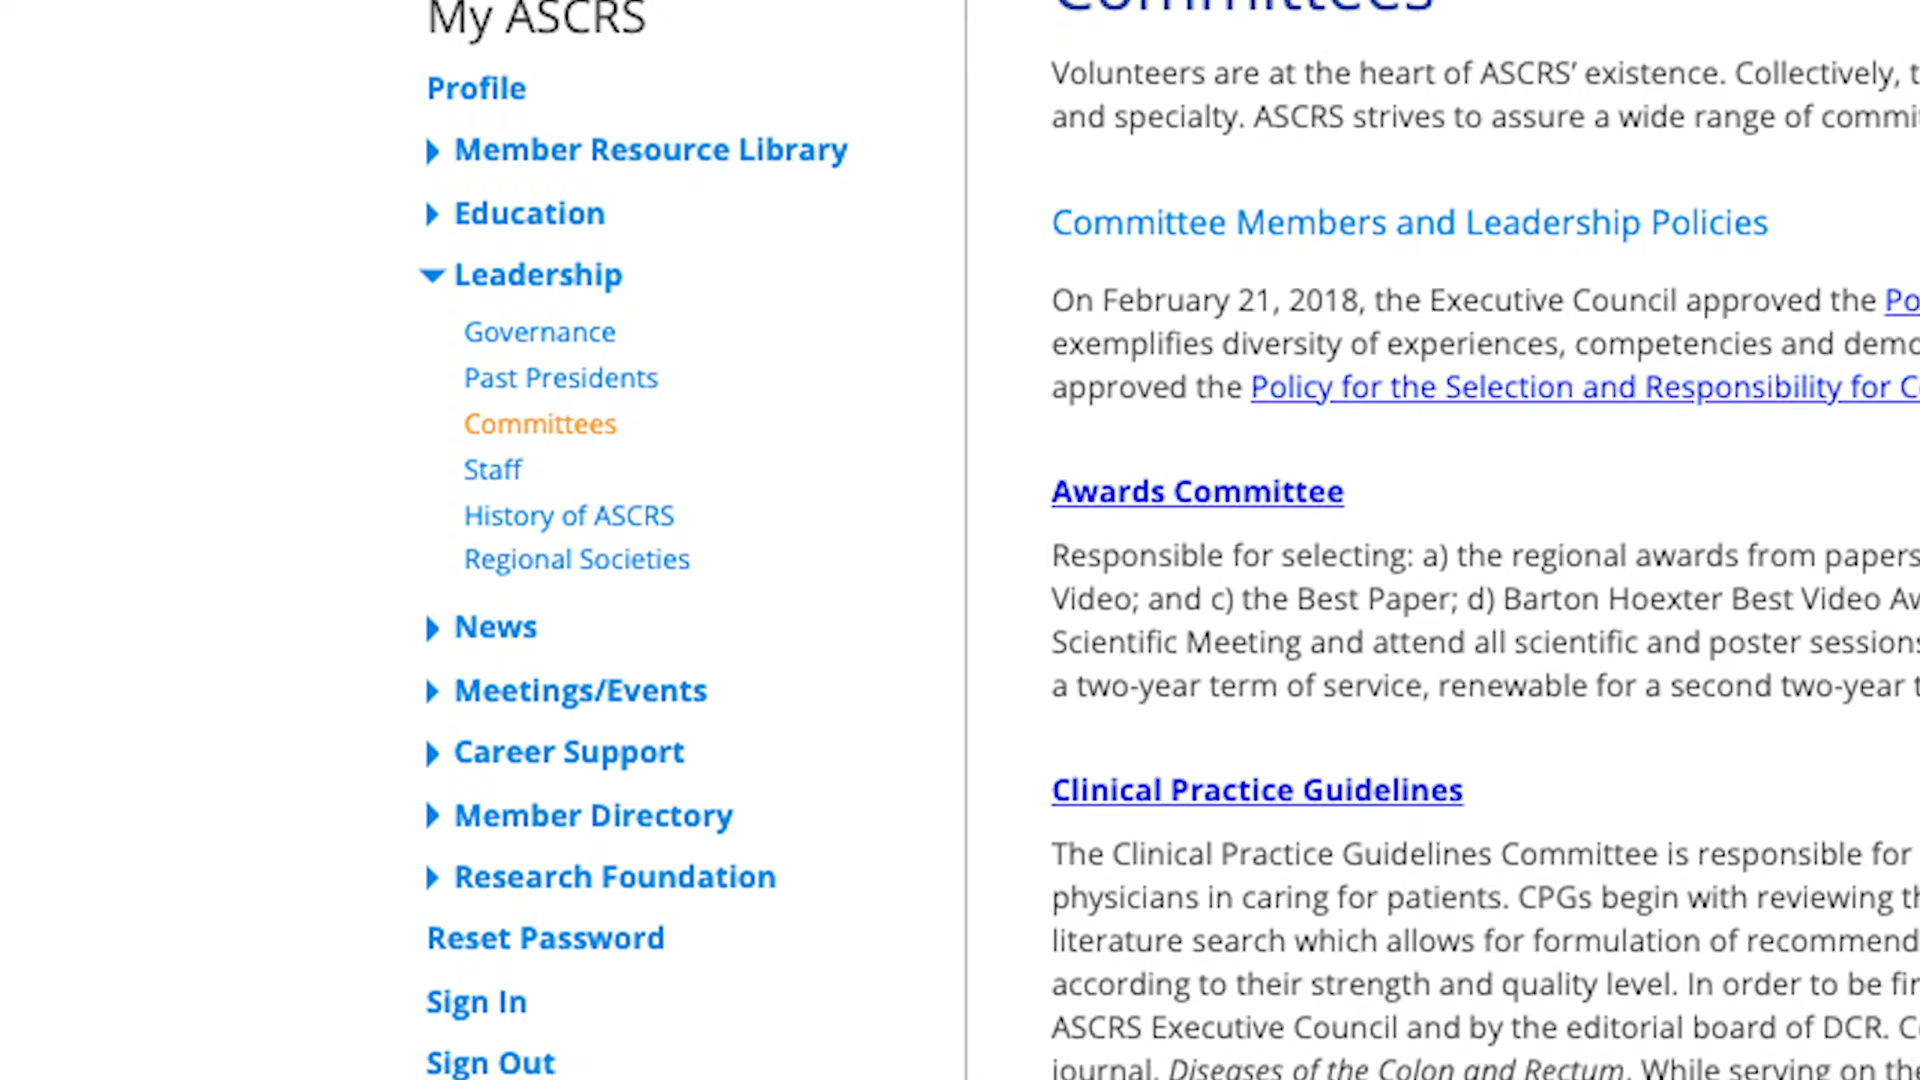 My ASCRS
Profile
Member Resource Library
Education
Leadership
Governance
Past Presidents
Committees
Staff
History of ASCRS
Regional Societies
News
Meetings/Events
Career Support
Member Directory
Research Foundation
Reset Password
Sign In
Sign Out
Committees
Volunteers are at the heart of ASCRS’ existence. Collectively,
and specialty. ASCRS strives to assure a wide range of
Committee Members and Leadership Policies
On February 21, 2018, the Executive Council approved the
exemplifies diversity of experiences, competencies and
approved the Policy for the Selection and Responsibility for
Awards Committee
Responsible for selecting: a) the regional awards from papers
Video; and c) the Best Paper; d) Barton Hoexter Best Video
Scientific Meeting and attend all scientific and poster sessions
a two-year term of service, renewable for a second two-year
Clinical Practice Guidelines
The Clinical Practice Guidelines Committee is responsible for
physicians in caring for patients. CPGs begin with reviewing
literature search which allows for formulation of
according to their strength and quality level. In order to be
ASCRS Executive Council and by the editorial board of DCR.
journal, Diseases of the Colon and Rectum. While serving on